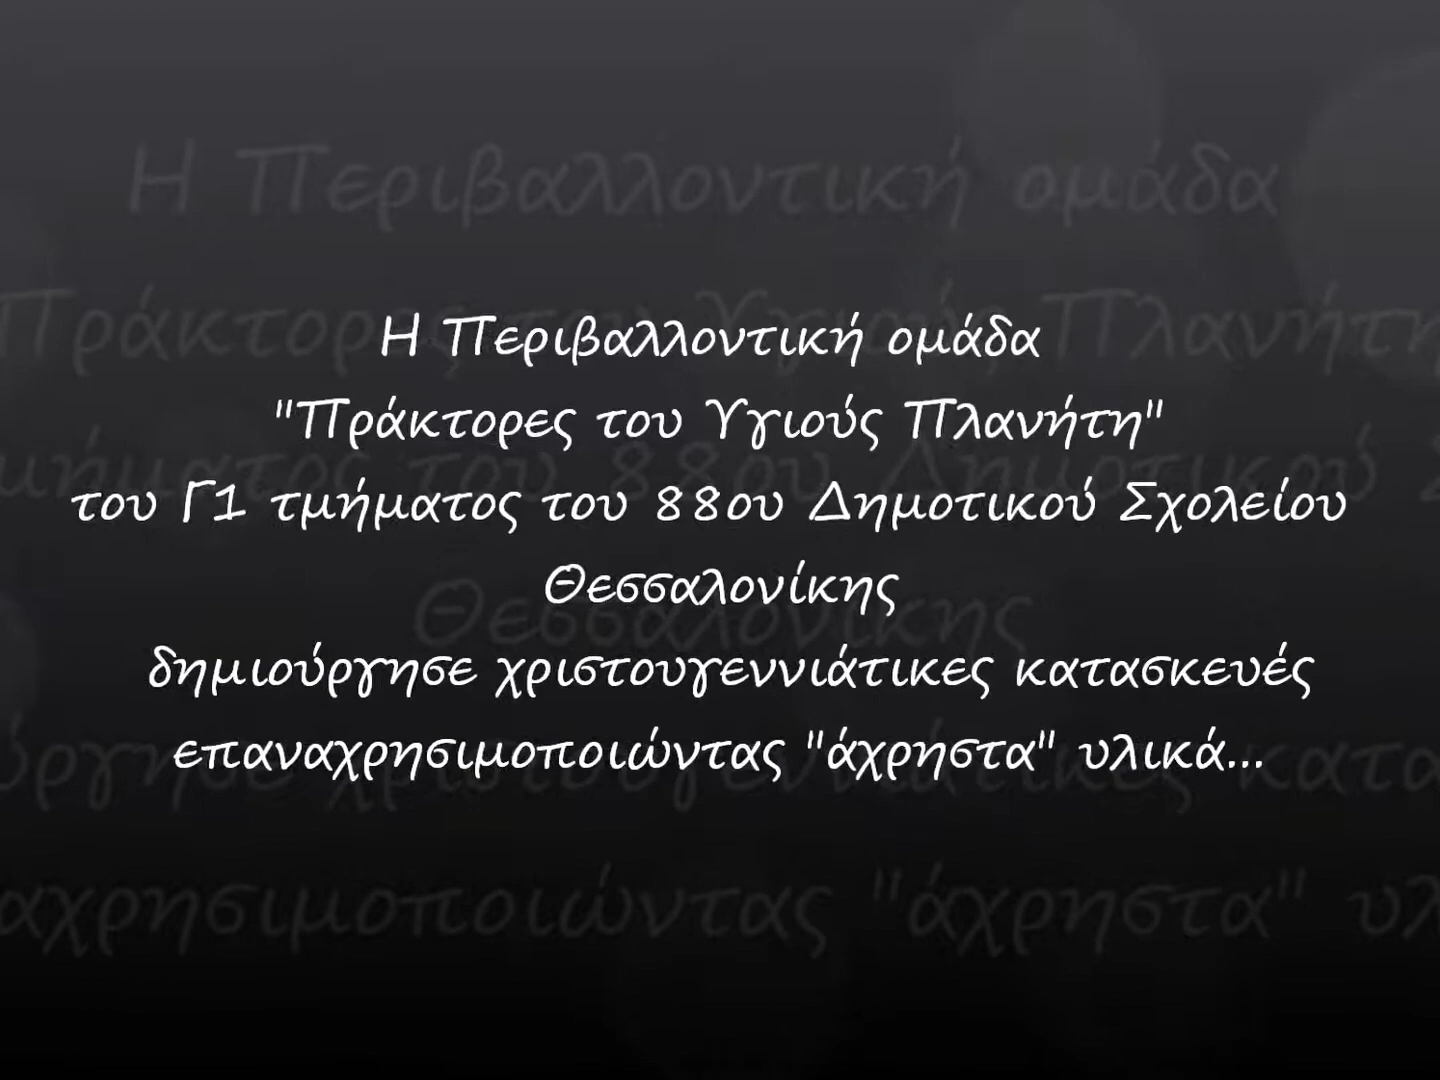 Η Περιβαλλοντική ομάδα
"Πράκτορες του Υγιούς Πλανήτη"
του Γ1 τμήματος του 88ου Δημοτικού Σχολείου
Θεσσαλονίκης
δημιούργησε χριστουγεννιάτικες κατασκευές
επαναχρησιμοποιώντας "άχρηστα" υλικά...